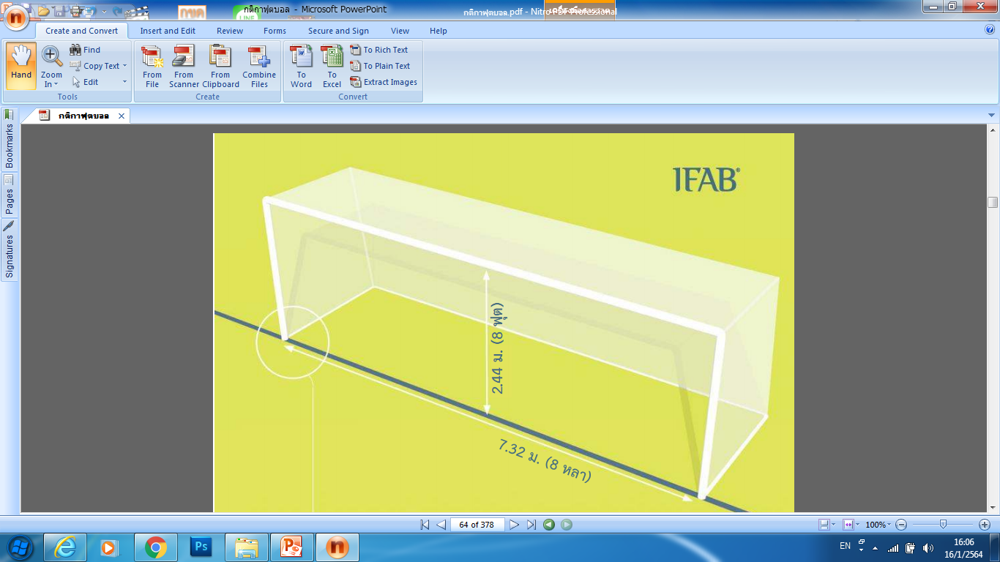 กติกาฟุตบอล - Microsoft PowerPoint
กติกาฟุตบอล.pdf - Nitro PDF Professional
LINE
Create and Convert
Insert and Edit
Review
Forms
Secure and Sign
View
Help
Hand
Zoom In
Find
Copy Text
Edit
Tools
From File
From Scanner
From Clipboard
Combine Files
Create
To Word
To Excel
To Rich Text
To Plain Text
Extract Images
Convert
กติกาฟุตบอล
Bookmarks
Pages
Signatures
IFAB®
2.44 ม. (8 ฟุต)
7.32 ม. (8 หลา)
64 of 378
100%
Ps
EN
16:06
16/1/2564